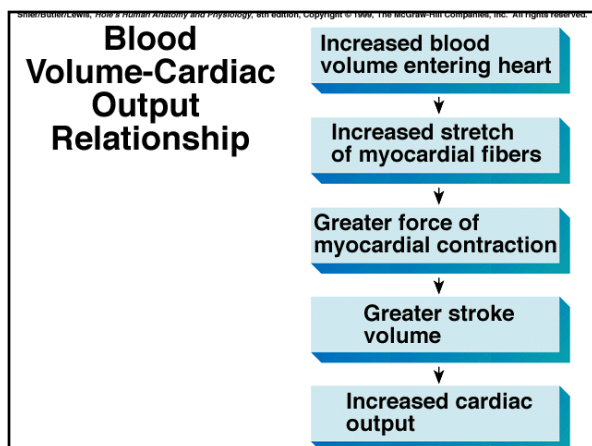 Shier/Butler/Lewis, Hole's Human Anatomy and Physiology, 8th edition, Copyright © 1999, The McGraw-Hill Companies, Inc. All rights reserved.
Blood
Volume-Cardiac
Output
Relationship
Increased blood
volume entering heart
Increased stretch
of myocardial fibers
Greater force of
myocardial contraction
Greater stroke
volume
Increased cardiac
output